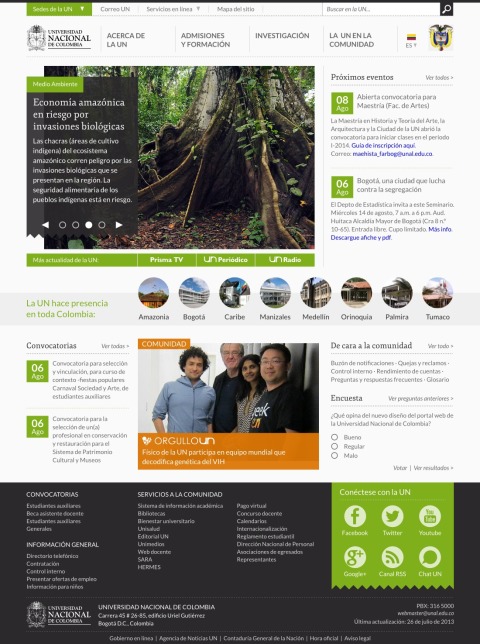 Sedes de la UN ▼
Correo UN
Servicios en línea ▼
Mapa del sitio
Buscar en la UN...
UNIVERSIDAD
NACIONAL
DE COLOMBIA
ACERCA DE
LA UN
ADMISIONES
Y FORMACIÓN
INVESTIGACIÓN
LA UN EN LA
COMUNIDAD
ES
Medio Ambiente
Economía amazónica
en riesgo por
invasiones biológicas
Las chacras (áreas de cultivo
indígena) del ecosistema
amazónico corren peligro por las
invasiones biológicas que se
presentan en la región. La
seguridad alimentaria de los
pueblos indígenas está en riesgo.
Más actualidad de la UN:
Prisma TV
UN Periódico
UN Radio
Próximos eventos
Ver todos >
08
Ago
Abierta convocatoria para
Maestría (Fac. de Artes)
La Maestría en Historia y Teoría del Arte, la
Arquitectura y la Ciudad de la UN abrió la
convocatoria para iniciar clases en el periodo
I-2014. Guía de inscripción aquí.
Correo: maehista_farbog@unal.edu.co.
06
Ago
Bogotá, una ciudad que lucha
contra la segregación
El Depto de Estadística invita a este Seminario.
Miércoles 14 de agosto, 7 a.m. a 6 p.m. Aud.
Huitaca Alcaldía Mayor de Bogotá (Cra 8 n.°
10-65). Entrada libre. Cupo limitado. Más info.
Descargue afiche y pdf.
La UN hace presencia
en toda Colombia:
Amazonia
Bogotá
Caribe
Manizales
Medellín
Orinoquia
Palmira
Tumaco
Convocatorias
Ver todas >
06
Ago
Convocatoria para selección
y vinculación, para curso de
contexto -fiestas populares
Carnaval Sociedad y Arte, de
estudiantes auxiliares
06
Ago
Convocatoria para la
selección de un(a)
profesional en conservación
y restauración para el
Sistema de Patrimonio
Cultural y Museos
COMUNIDAD
ORGULLOUN
Físico de la UN participa en equipo mundial que
decodifica genética del VIH
De cara a la comunidad
Ver todo >
Buzón de notificaciones · Quejas y reclamos ·
Control interno · Rendimiento de cuentas ·
Preguntas y respuestas frecuentes · Glosario
Encuesta
Ver preguntas anteriores >
¿Qué opina del nuevo diseño del portal web de
la Universidad Nacional de Colombia?
Bueno
Regular
Malo
Votar | Ver resultados >
CONVOCATORIAS
Estudiantes auxiliares
Beca asistente docente
Estudiantes auxiliares
Generales
INFORMACIÓN GENERAL
Directorio telefónico
Contratación
Control interno
Presentar ofertas de empleo
Información para niños
SERVICIOS A LA COMUNIDAD
Sistema de información académica
Bibliotecas
Bienestar universitario
Unisalud
Editorial UN
Unimedios
Web docente
SARA
HERMES
Pago virtual
Concurso docente
Calendarios
Internacionalización
Reglamento estudiantil
Dirección Nacional de Personal
Asociaciones de egresados
Representantes
Conéctese con la UN
Facebook
Twitter
You Tube
Youtube
Google+
Canal RSS
Chat UN
UNIVERSIDAD
NACIONAL
DE COLOMBIA
UNIVERSIDAD NACIONAL DE COLOMBIA
Carrera 45 # 26-85, edificio Uriel Gutiérrez
Bogotá D.C., Colombia
PBX: 316 5000
webmaster@unal.edu.co
Última actualización: 26 de julio de 2013
Gobierno en línea | Agencia de Noticias UN | Contaduría General de la Nación | Hora oficial | Aviso legal